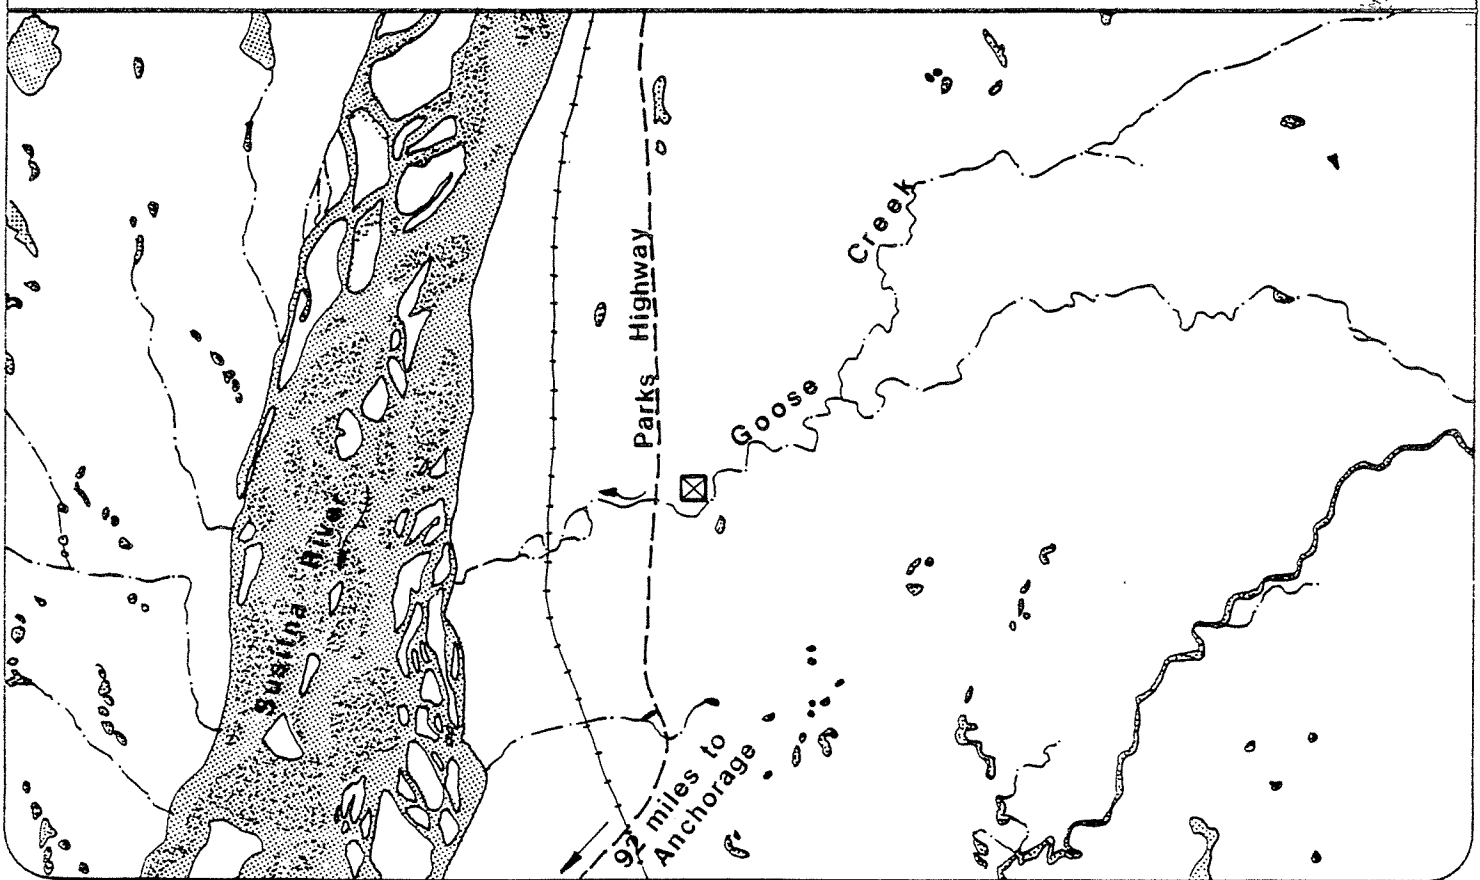 Creek
Parks Highway
Goose
Susitna River
92 miles to
Anchorage